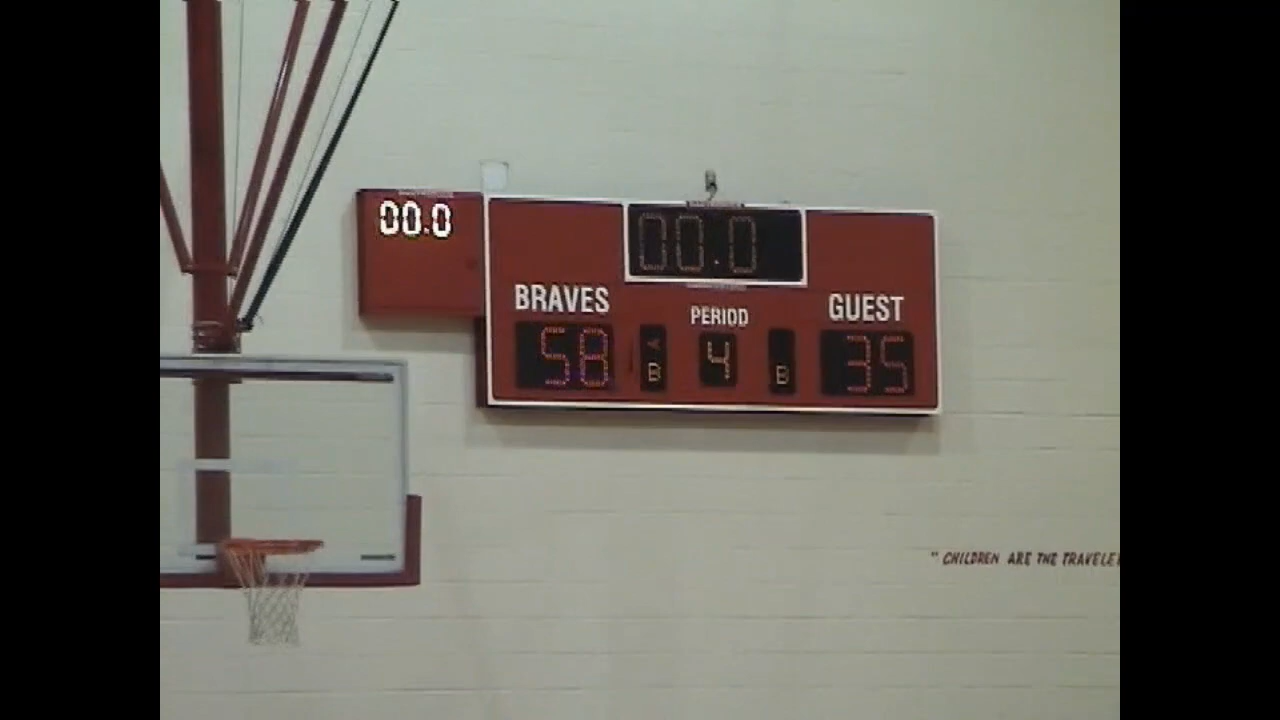 00.0
00.0
BRAVES
PERIOD
GUEST
58
A
B
4
B
35
" CHILDREN ARE THE TRAVELE